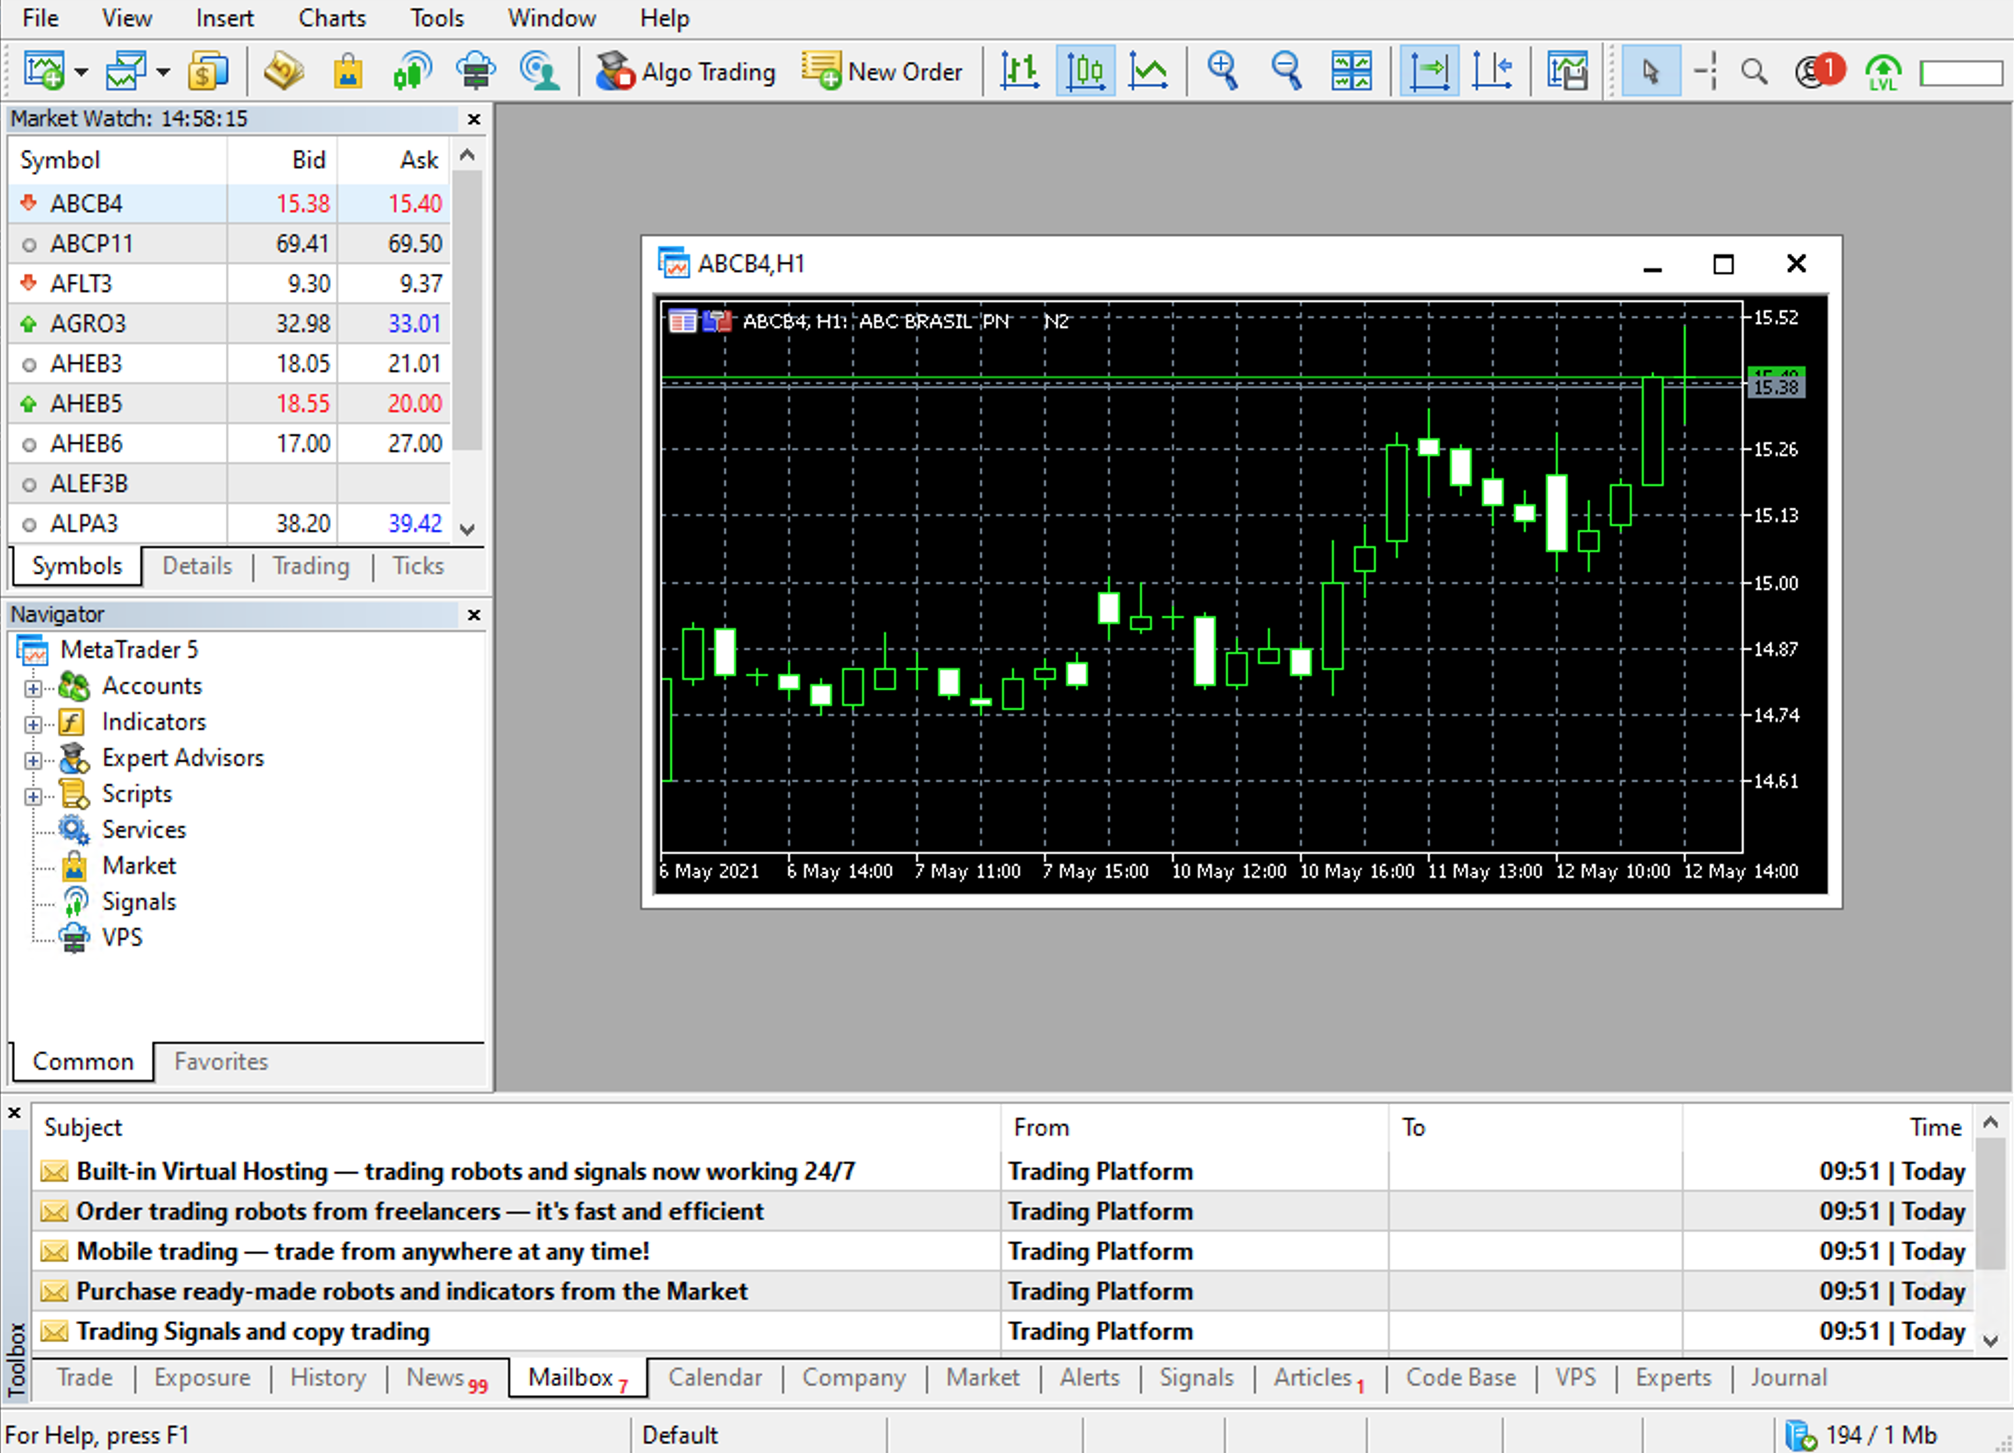 File View Insert Charts Tools Window Help
Algo Trading New Order 1 LVL
Market Watch: 14:58:15
Symbol Bid Ask
ABCB4 15.38 15.40
ABCP11 69.41 69.50
AFLT3 9.30 9.37
AGRO3 32.98 33.01
AHEB3 18.05 21.01
AHEB5 18.55 20.00
AHEB6 17.00 27.00
ALEF3B
ALPA3 38.20 39.42
Symbols Details Trading Ticks
Navigator
MetaTrader 5
Accounts
Indicators
Expert Advisors
Scripts
Services
Market
Signals
VPS
Common Favorites
ABCB4,H1
ABCB4, H1: ABC BRASIL PN N2
15.52
15.38
15.26
15.13
15.00
14.87
14.74
14.61
6 May 2021 6 May 14:00 7 May 11:00 7 May 15:00 10 May 12:00 10 May 16:00 11 May 13:00 12 May 10:00 12 May 14:00
Toolbox
Subject From To Time
Built-in Virtual Hosting — trading robots and signals now working 24/7 Trading Platform 09:51 | Today
Order trading robots from freelancers — it's fast and efficient Trading Platform 09:51 | Today
Mobile trading — trade from anywhere at any time! Trading Platform 09:51 | Today
Purchase ready-made robots and indicators from the Market Trading Platform 09:51 | Today
Trading Signals and copy trading Trading Platform 09:51 | Today
Trade Exposure History News 99 Mailbox 7 Calendar Company Market Alerts Signals Articles 1 Code Base VPS Experts Journal
For Help, press F1 Default 194 / 1 Mb